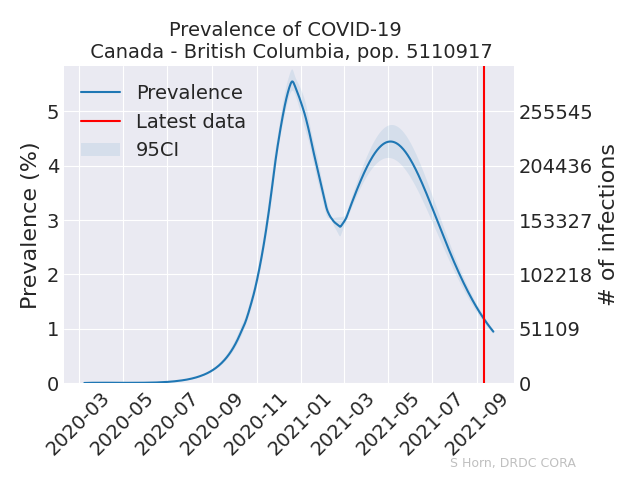 Prevalence of COVID-19
Canada - British Columbia, pop. 5110917
Prevalence
Latest data
95CI
Prevalence (%)
5
4
3
2
1
0
255545
204436
153327
102218
51109
0
# of infections
2020-03
2020-05
2020-07
2020-09
2020-11
2021-01
2021-03
2021-05
2021-07
2021-09
S Horn, DRDC CORA